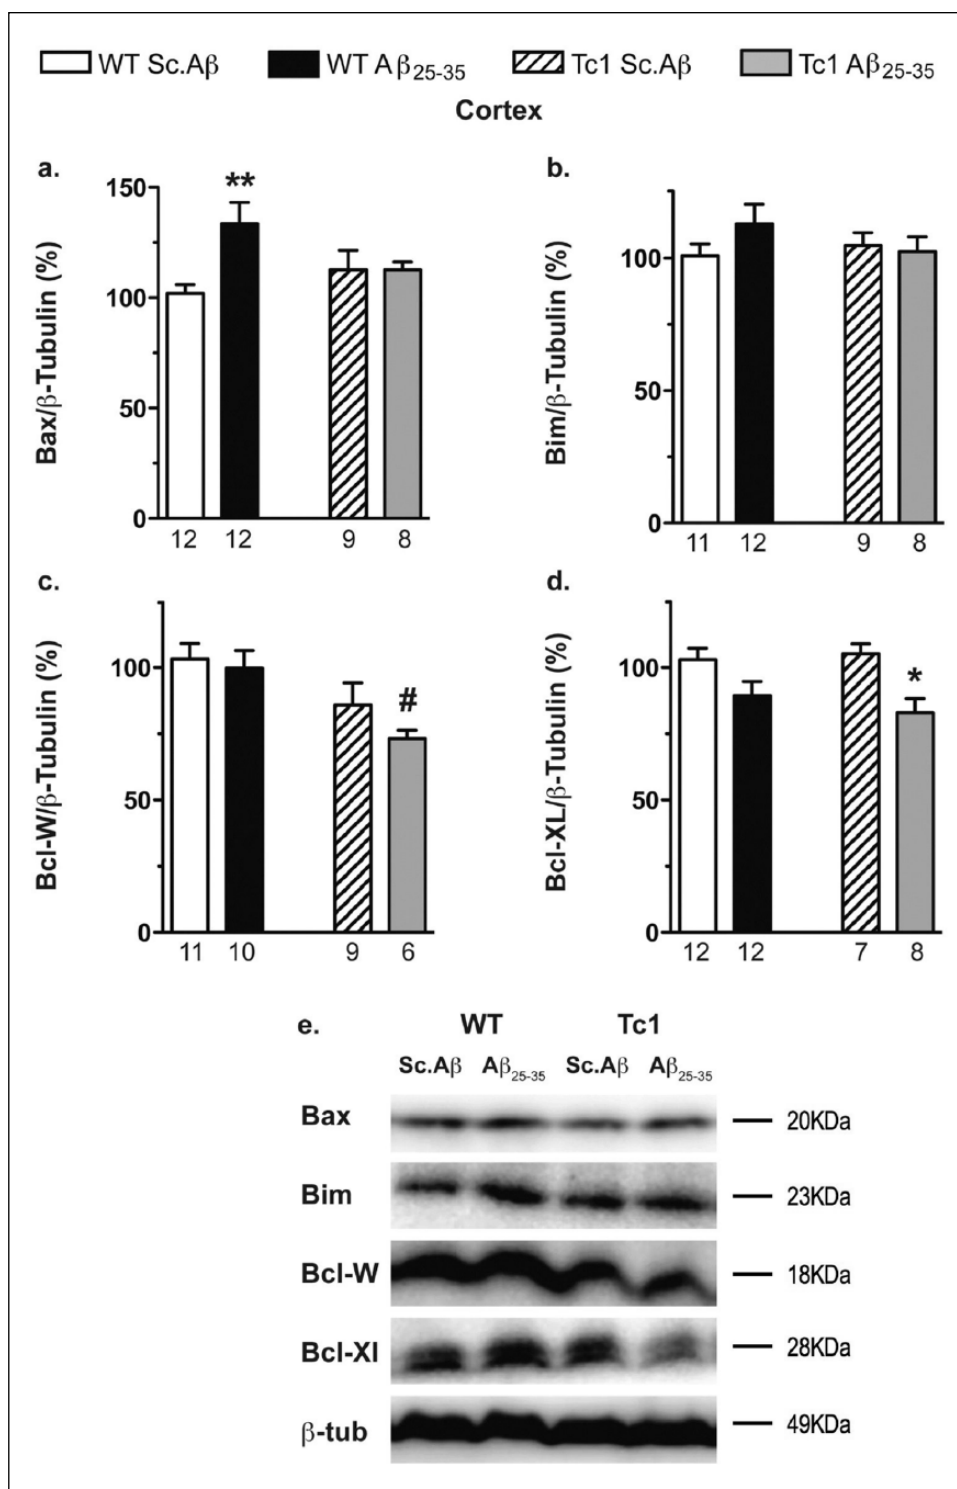 WT Sc.Aβ WT Aβ25-35 Tc1 Sc.Aβ Tc1 Aβ25-35
Cortex
a.
Bax/β-Tubulin (%)
150
**
100
50
0
12 12 9 8
b.
Bim/β-Tubulin (%)
100
50
0
11 12 9 8
c.
Bcl-W/β-Tubulin (%)
100
#
50
0
11 10 9 6
d.
Bcl-XL/β-Tubulin (%)
100
*
50
0
12 12 7 8
e. WT Tc1
Sc.Aβ Aβ25-35 Sc.Aβ Aβ25-35
Bax 20KDa
Bim 23KDa
Bcl-W 18KDa
Bcl-Xl 28KDa
β-tub 49KDa